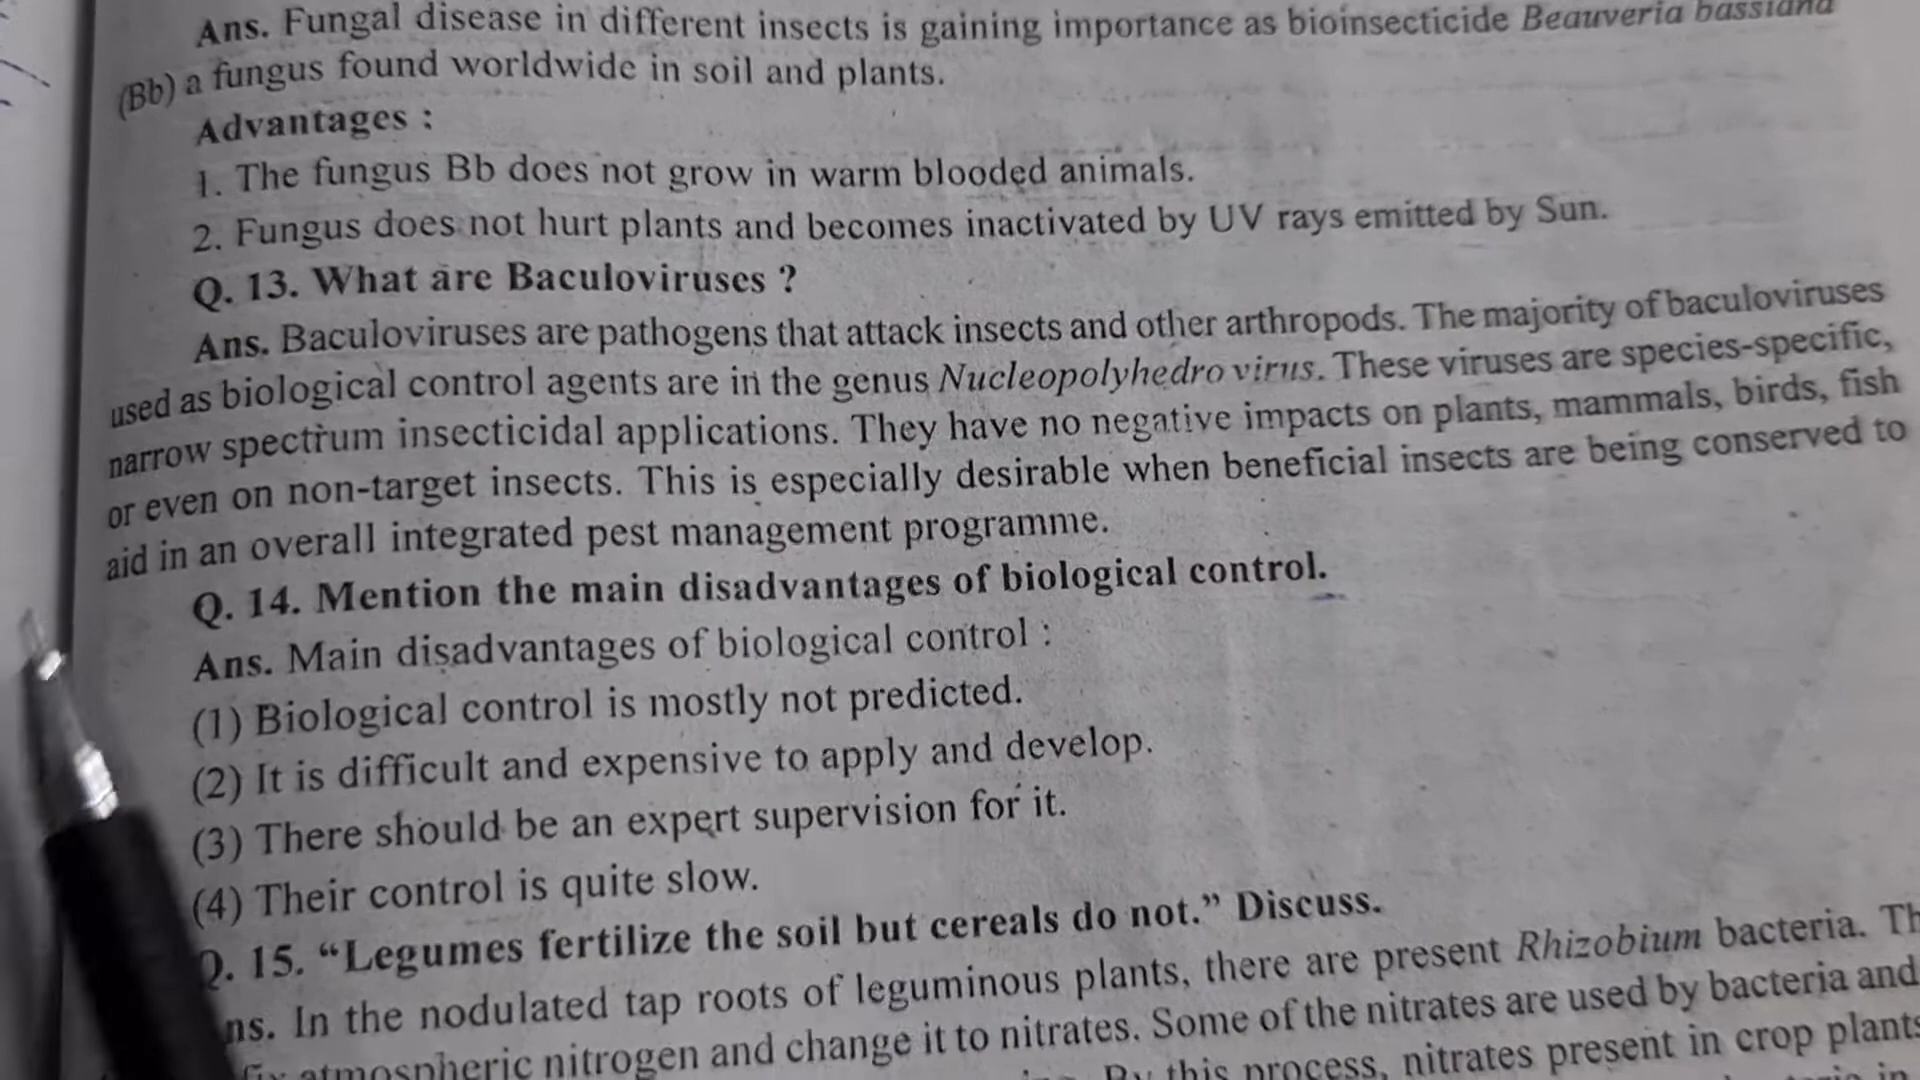 Ans. Fungal disease in different insects is gaining importance as bioinsecticide Beauveria bassiana
(Bb) a fungus found worldwide in soil and plants.
Advantages :
1. The fungus Bb does not grow in warm blooded animals.
2. Fungus does not hurt plants and becomes inactivated by UV rays emitted by Sun.
Q. 13. What are Baculoviruses ?
Ans. Baculoviruses are pathogens that attack insects and other arthropods. The majority of baculoviruses
used as biological control agents are in the genus Nucleopolyhedro virus. These viruses are species-specific,
narrow spectrum insecticidal applications. They have no negative impacts on plants, mammals, birds, fish
or even on non-target insects. This is especially desirable when beneficial insects are being conserved to
aid in an overall integrated pest management programme.
Q. 14. Mention the main disadvantages of biological control.
Ans. Main disadvantages of biological control :
(1) Biological control is mostly not predicted.
(2) It is difficult and expensive to apply and develop.
(3) There should be an expert supervision for it.
(4) Their control is quite slow.
Q. 15. “Legumes fertilize the soil but cereals do not.” Discuss.
ns. In the nodulated tap roots of leguminous plants, there are present Rhizobium bacteria. Th
atmospheric nitrogen and change it to nitrates. Some of the nitrates are used by bacteria and
By this process, nitrates present in crop plants
in